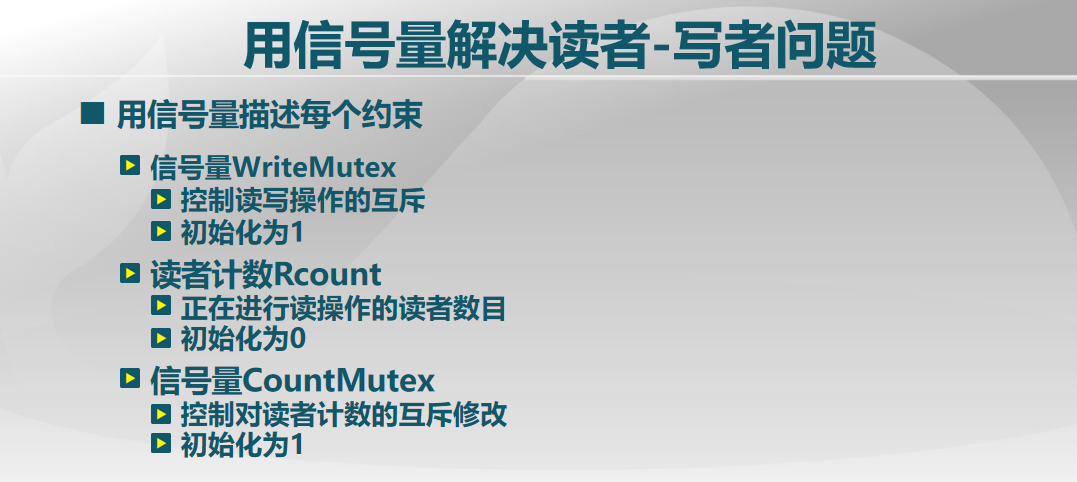 用信号量解决读者-写者问题
用信号量描述每个约束
信号量WriteMutex
控制读写操作的互斥
初始化为1
读者计数Rcount
正在进行读操作的读者数目
初始化为0
信号量CountMutex
控制对读者计数的互斥修改
初始化为1